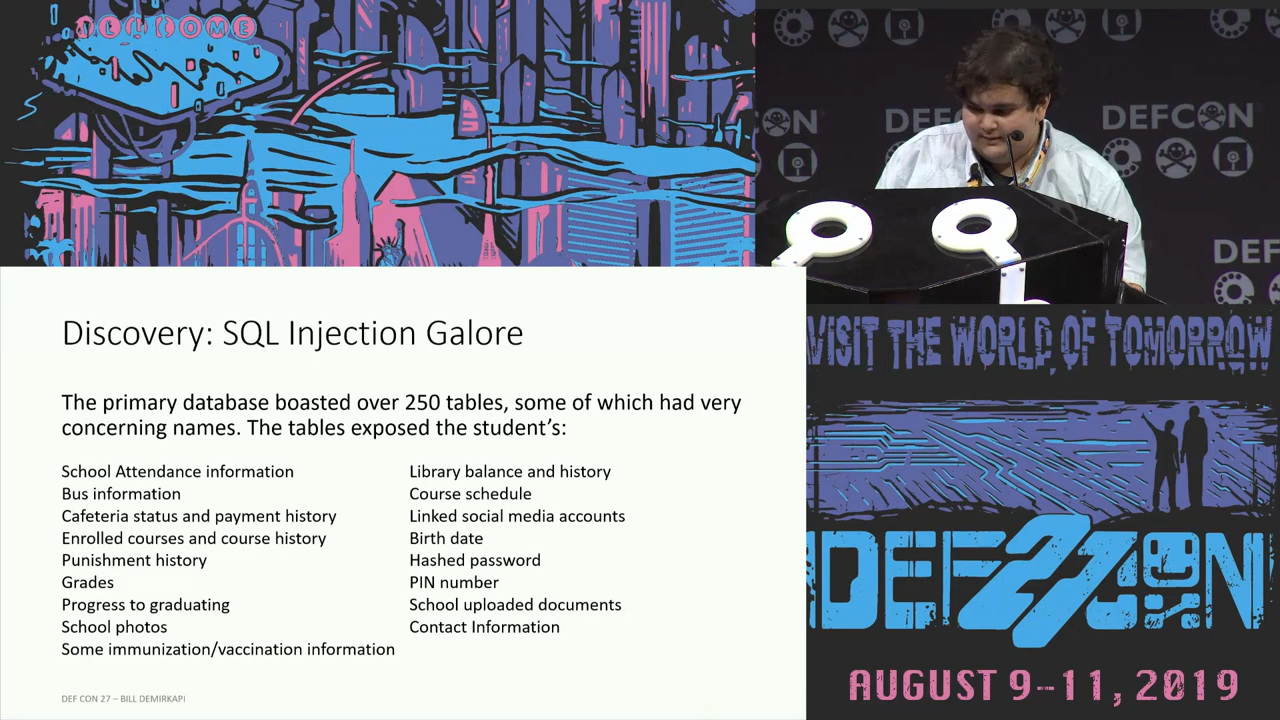 WELCOME
DEFCON
DEFCON
DEF
Discovery: SQL Injection Galore
The primary database boasted over 250 tables, some of which had very
concerning names. The tables exposed the student's:
School Attendance information
Bus information
Cafeteria status and payment history
Enrolled courses and course history
Punishment history
Grades
Progress to graduating
School photos
Some immunization/vaccination information
Library balance and history
Course schedule
Linked social media accounts
Birth date
Hashed password
PIN number
School uploaded documents
Contact Information
DEF CON 27 – BILL DEMIRKAPI
VISIT THE WORLD OF TOMORROW
DEF 27 CON
AUGUST 9-11, 2019